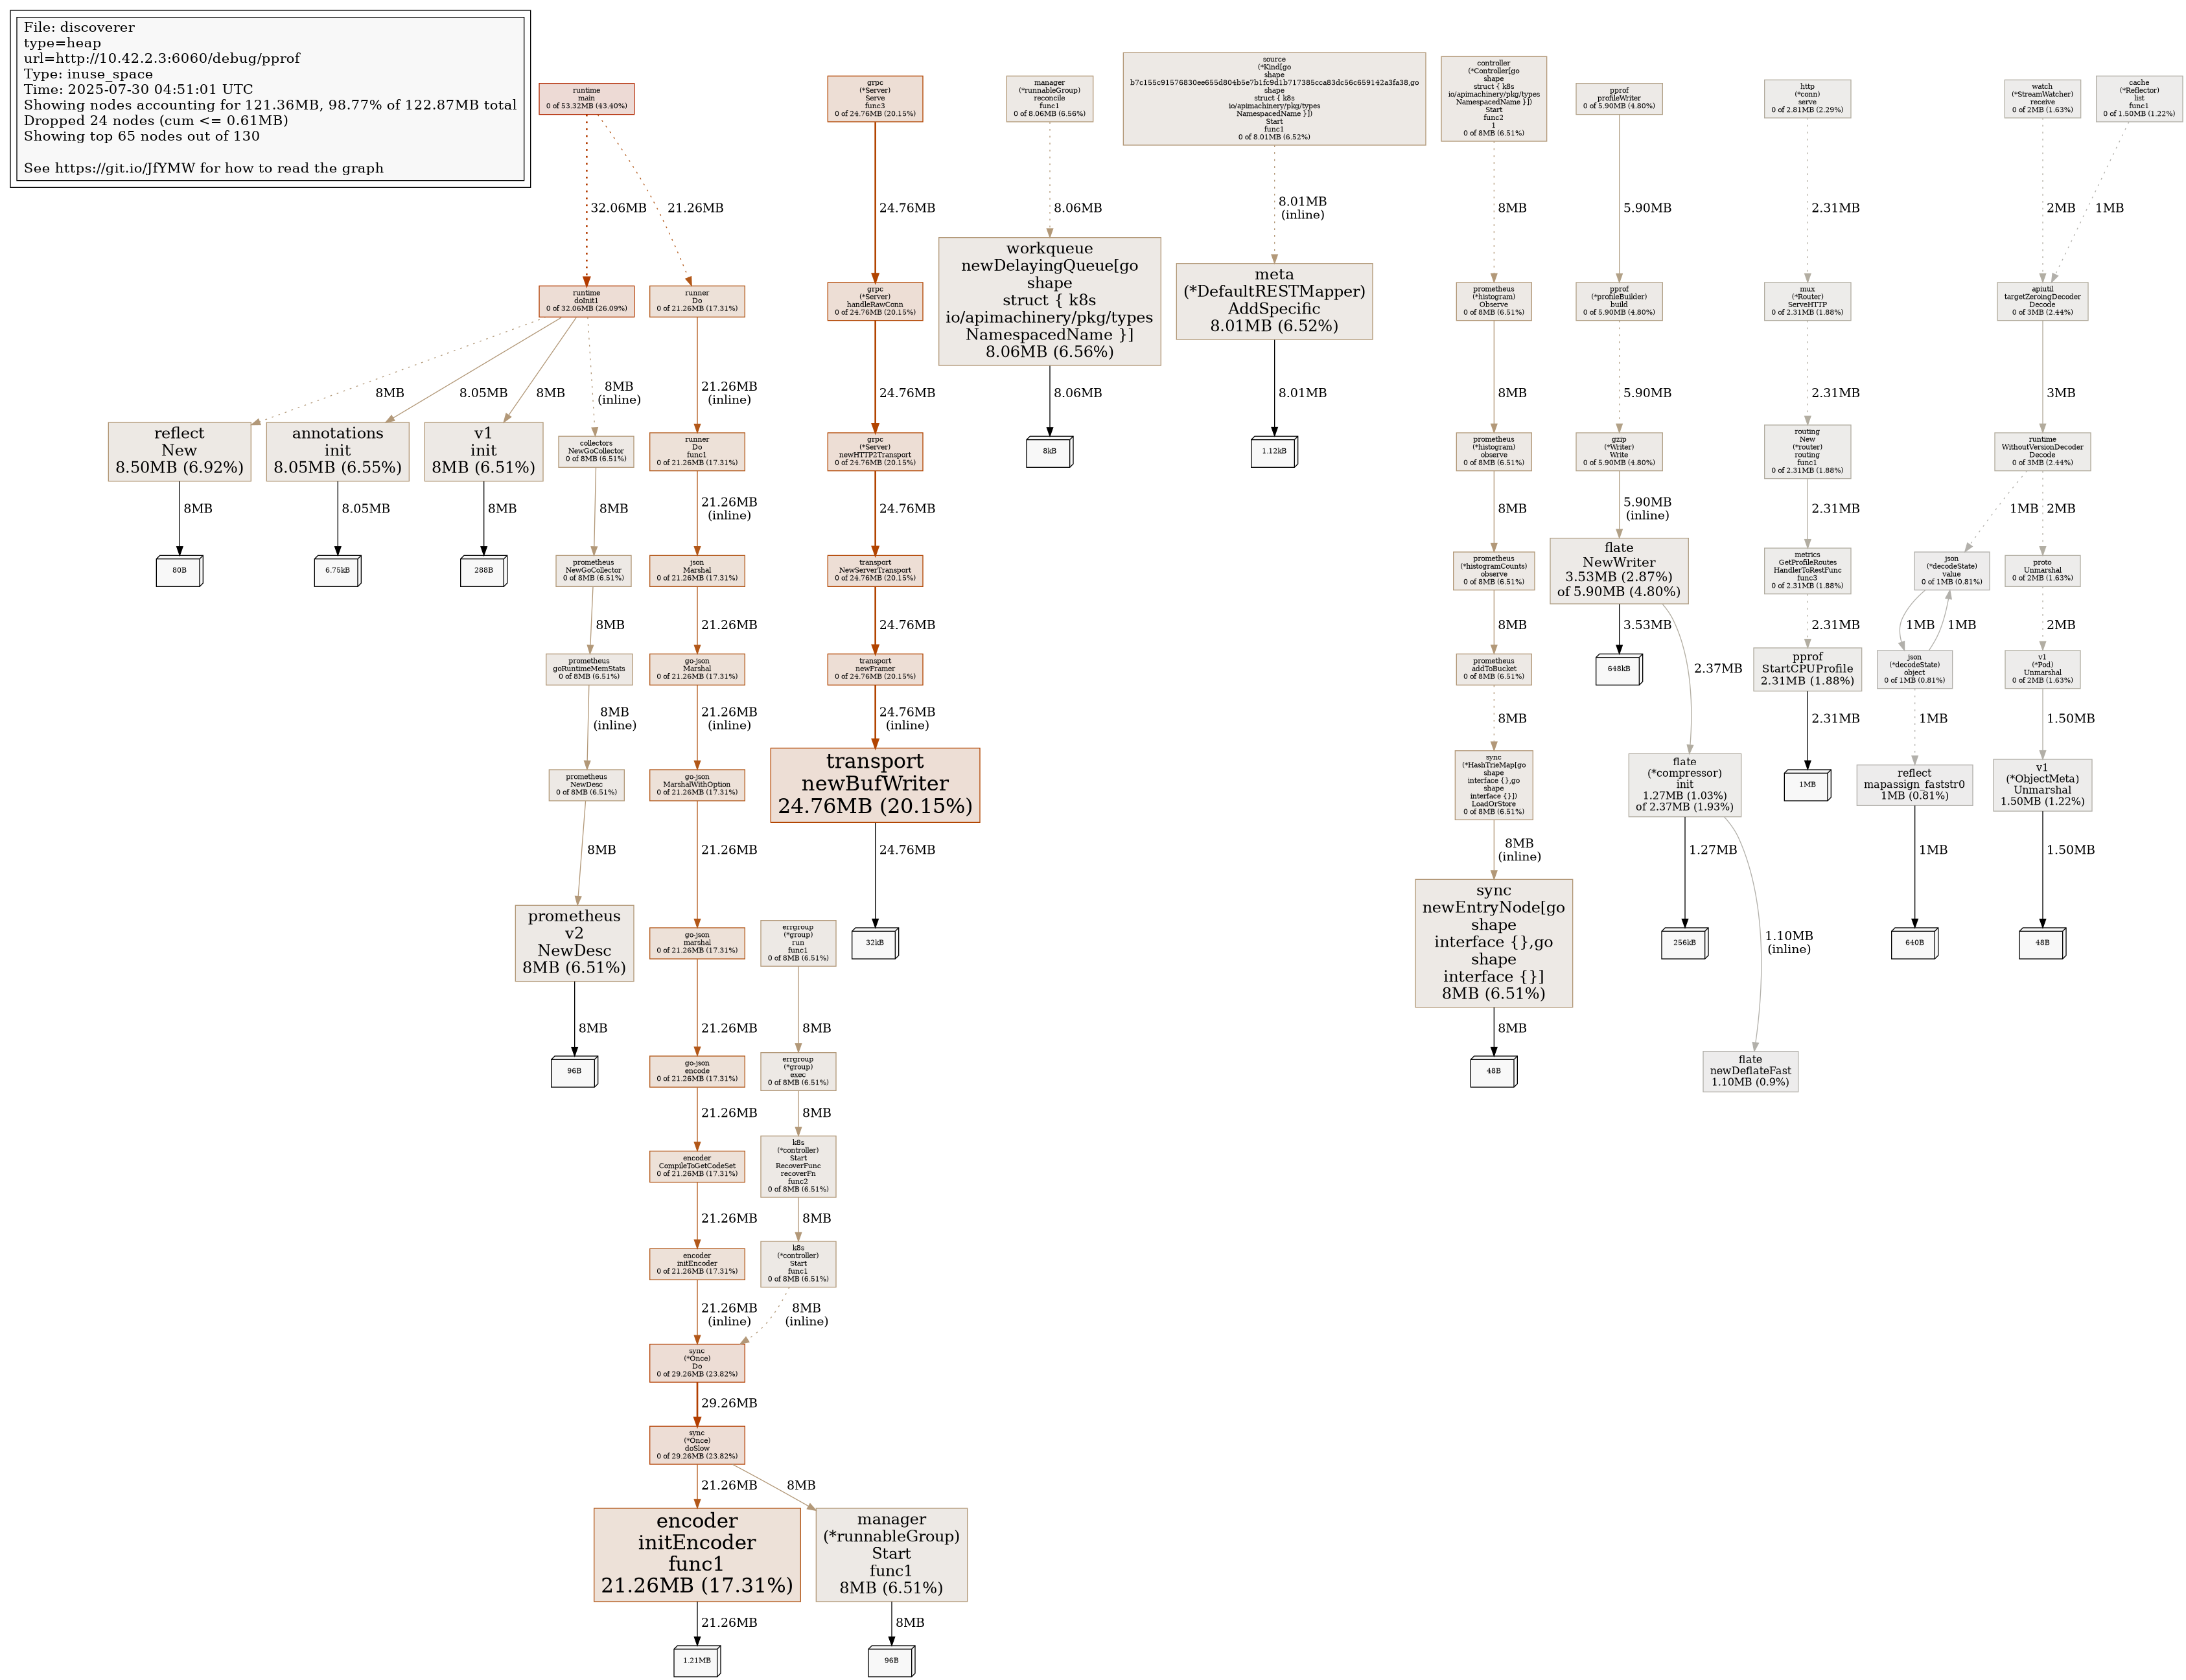 File: discoverer
type=heap
url=http://10.42.2.3:6060/debug/pprof
Type: inuse_space
Time: 2025-07-30 04:51:01 UTC
Showing nodes accounting for 121.36MB, 98.77% of 122.87MB total
Dropped 24 nodes (cum <= 0.61MB)
Showing top 65 nodes out of 130
See https://git.io/JfYMW for how to read the graph
runtime
main
0 of 53.32MB (43.40%)
32.06MB
21.26MB
runtime
doInit1
0 of 32.06MB (26.09%)
8MB
8.05MB
8MB
8MB
(inline)
reflect
New
8.50MB (6.92%)
8MB
80B
annotations
init
8.05MB (6.55%)
8.05MB
6.75kB
v1
init
8MB (6.51%)
8MB
288B
collectors
NewGoCollector
0 of 8MB (6.51%)
8MB
prometheus
NewGoCollector
0 of 8MB (6.51%)
8MB
prometheus
goRuntimeMemStats
0 of 8MB (6.51%)
8MB
(inline)
prometheus
NewDesc
0 of 8MB (6.51%)
8MB
prometheus
v2
NewDesc
8MB (6.51%)
8MB
96B
runner
Do
0 of 21.26MB (17.31%)
21.26MB
(inline)
runner
Do
func1
0 of 21.26MB (17.31%)
21.26MB
(inline)
json
Marshal
0 of 21.26MB (17.31%)
21.26MB
go-json
Marshal
0 of 21.26MB (17.31%)
21.26MB
(inline)
go-json
MarshalWithOption
0 of 21.26MB (17.31%)
21.26MB
go-json
marshal
0 of 21.26MB (17.31%)
21.26MB
go-json
encode
0 of 21.26MB (17.31%)
21.26MB
encoder
CompileToGetCodeSet
0 of 21.26MB (17.31%)
21.26MB
encoder
initEncoder
0 of 21.26MB (17.31%)
21.26MB
(inline)
errgroup
(*group)
run
func1
0 of 8MB (6.51%)
8MB
errgroup
(*group)
exec
0 of 8MB (6.51%)
8MB
k8s
(*controller)
Start
RecoverFunc
recoverFn
func2
0 of 8MB (6.51%)
8MB
k8s
(*controller)
Start
func1
0 of 8MB (6.51%)
8MB
(inline)
sync
(*Once)
Do
0 of 29.26MB (23.82%)
29.26MB
sync
(*Once)
doSlow
0 of 29.26MB (23.82%)
21.26MB
8MB
encoder
initEncoder
func1
21.26MB (17.31%)
21.26MB
1.21MB
manager
(*runnableGroup)
Start
func1
8MB (6.51%)
8MB
96B
grpc
(*Server)
Serve
func3
0 of 24.76MB (20.15%)
24.76MB
grpc
(*Server)
handleRawConn
0 of 24.76MB (20.15%)
24.76MB
grpc
(*Server)
newHTTP2Transport
0 of 24.76MB (20.15%)
24.76MB
transport
NewServerTransport
0 of 24.76MB (20.15%)
24.76MB
transport
newFramer
0 of 24.76MB (20.15%)
24.76MB
(inline)
transport
newBufWriter
24.76MB (20.15%)
24.76MB
32kB
manager
(*runnableGroup)
reconcile
func1
0 of 8.06MB (6.56%)
8.06MB
workqueue
newDelayingQueue[go
shape
struct { k8s
io/apimachinery/pkg/types
NamespacedName }]
8.06MB (6.56%)
8.06MB
8kB
source
(*Kind[go
shape
b7c155c91576830ee655d804b5e7b1fc9d1b717385cca83dc56c659142a3fa38,go
shape
struct { k8s
io/apimachinery/pkg/types
NamespacedName }])
Start
func1
0 of 8.01MB (6.52%)
8.01MB
(inline)
meta
(*DefaultRESTMapper)
AddSpecific
8.01MB (6.52%)
8.01MB
1.12kB
controller
(*Controller[go
shape
struct { k8s
io/apimachinery/pkg/types
NamespacedName }])
Start
func2
1
0 of 8MB (6.51%)
8MB
prometheus
(*histogram)
Observe
0 of 8MB (6.51%)
8MB
prometheus
(*histogram)
observe
0 of 8MB (6.51%)
8MB
prometheus
(*histogramCounts)
observe
0 of 8MB (6.51%)
8MB
prometheus
addToBucket
0 of 8MB (6.51%)
8MB
sync
(*HashTrieMap[go
shape
interface {},go
shape
interface {}])
LoadOrStore
0 of 8MB (6.51%)
8MB
(inline)
sync
newEntryNode[go
shape
interface {},go
shape
interface {}]
8MB (6.51%)
8MB
48B
pprof
profileWriter
0 of 5.90MB (4.80%)
5.90MB
pprof
(*profileBuilder)
build
0 of 5.90MB (4.80%)
5.90MB
gzip
(*Writer)
Write
0 of 5.90MB (4.80%)
5.90MB
(inline)
flate
NewWriter
3.53MB (2.87%)
of 5.90MB (4.80%)
3.53MB
648kB
2.37MB
flate
(*compressor)
init
1.27MB (1.03%)
of 2.37MB (1.93%)
1.27MB
256kB
1.10MB
(inline)
flate
newDeflateFast
1.10MB (0.9%)
http
(*conn)
serve
0 of 2.81MB (2.29%)
2.31MB
mux
(*Router)
ServeHTTP
0 of 2.31MB (1.88%)
2.31MB
routing
New
(*router)
routing
func1
0 of 2.31MB (1.88%)
2.31MB
metrics
GetProfileRoutes
HandlerToRestFunc
func3
0 of 2.31MB (1.88%)
2.31MB
pprof
StartCPUProfile
2.31MB (1.88%)
2.31MB
1MB
watch
(*StreamWatcher)
receive
0 of 2MB (1.63%)
2MB
cache
(*Reflector)
list
func1
0 of 1.50MB (1.22%)
1MB
apiutil
targetZeroingDecoder
Decode
0 of 3MB (2.44%)
3MB
runtime
WithoutVersionDecoder
Decode
0 of 3MB (2.44%)
1MB
2MB
json
(*decodeState)
value
0 of 1MB (0.81%)
1MB
1MB
json
(*decodeState)
object
0 of 1MB (0.81%)
1MB
reflect
mapassign_faststr0
1MB (0.81%)
1MB
640B
proto
Unmarshal
0 of 2MB (1.63%)
2MB
v1
(*Pod)
Unmarshal
0 of 2MB (1.63%)
1.50MB
v1
(*ObjectMeta)
Unmarshal
1.50MB (1.22%)
1.50MB
48B